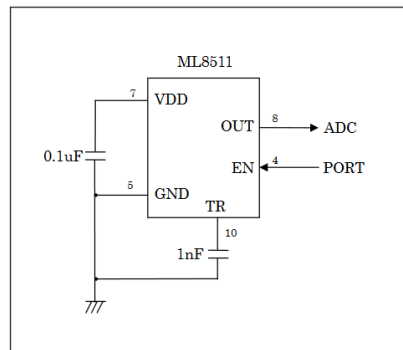 ML8511
7 VDD
OUT 8 ADC
0.1uF
EN 4 PORT
5 GND
TR
10
1nF